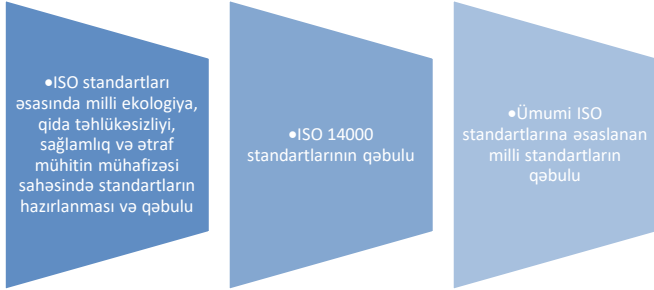 •ISO standartları
əsasında milli ekologiya,
qida təhlükəsizliyi,
sağlamlıq və ətraf
mühitin mühafizəsi
sahəsində standartların
hazırlanması və qəbulu
•ISO 14000
standartlarının qəbulu
•Ümumi ISO
standartlarına əsaslanan
milli standartların
qəbulu